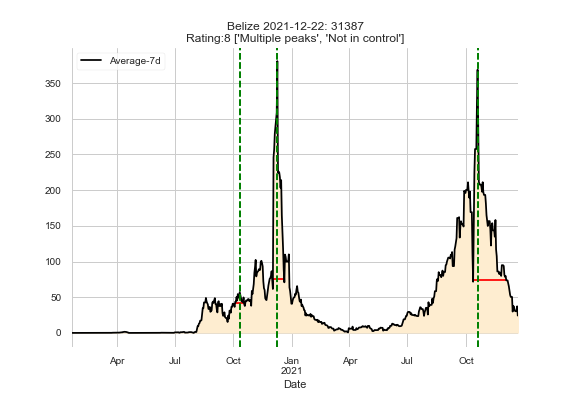 Belize 2021-12-22: 31387
Rating:8 ['Multiple peaks', 'Not in control']
Average-7d
350
300
250
200
150
100
50
0
Apr Jul Oct Jan Apr Jul Oct
2021
Date